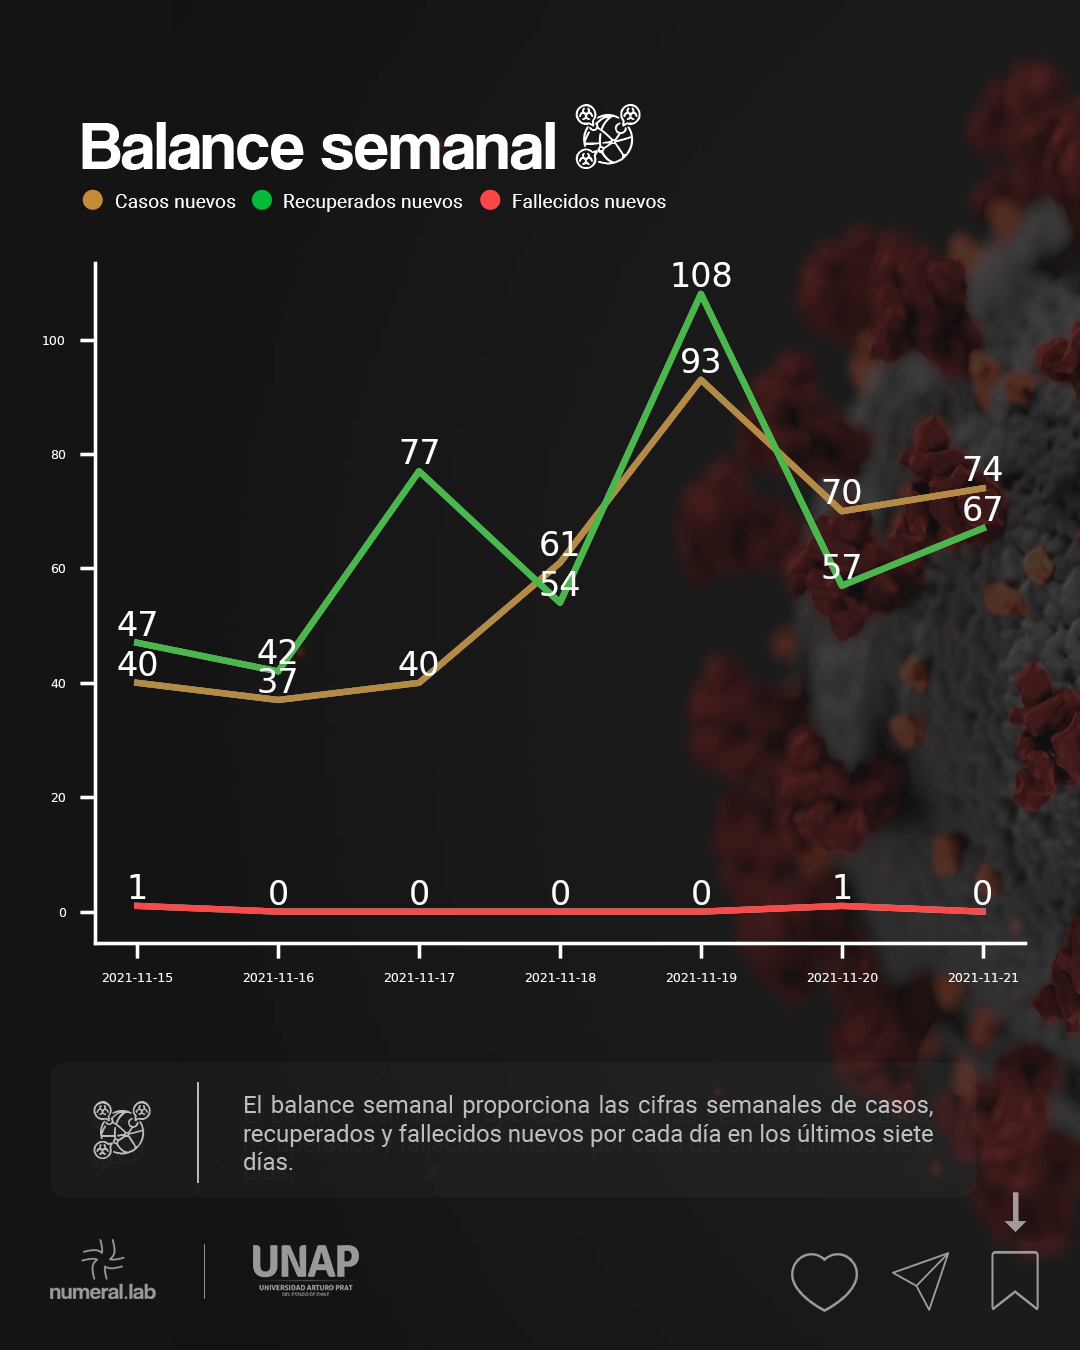 Balance semanal
Casos nuevos Recuperados nuevos Fallecidos nuevos
108
100
93
80
77
74
70
67
61
60
57
54
47
42
40
37
40
40
20
1 0 0 0 0 1 0
0
2021-11-15 2021-11-16 2021-11-17 2021-11-18 2021-11-19 2021-11-20 2021-11-21
El balance semanal proporciona las cifras semanales de casos,
recuperados y fallecidos nuevos por cada día en los últimos siete
días.
numeral.lab
UNAP
UNIVERSIDAD ARTURO PRAT
DEL ESTADO DE CHILE